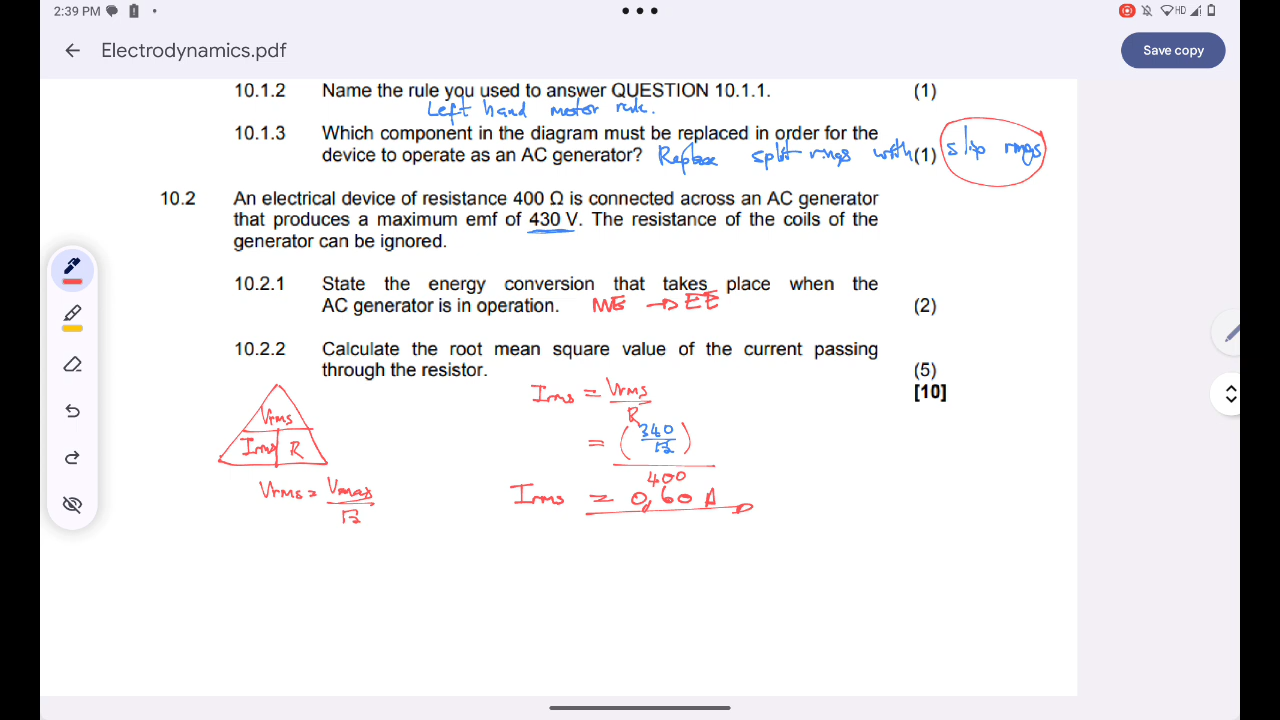 2:39 PM
HD
Electrodynamics.pdf
Save copy
10.1.2 Name the rule you used to answer QUESTION 10.1.1. (1)
Left hand motor rule.
10.1.3 Which component in the diagram must be replaced in order for the
device to operate as an AC generator? Replace split rings with (1) slip rings
10.2 An electrical device of resistance 400 Ω is connected across an AC generator
that produces a maximum emf of 430 V. The resistance of the coils of the
generator can be ignored.
10.2.1 State the energy conversion that takes place when the
AC generator is in operation. ME → EE (2)
10.2.2 Calculate the root mean square value of the current passing
through the resistor. (5)
[10]
Irms = Vrms / R
Vrms
Irms R
= (340 / √2) / 400
Vrms = Vmax / √2
Irms = 0,60 A